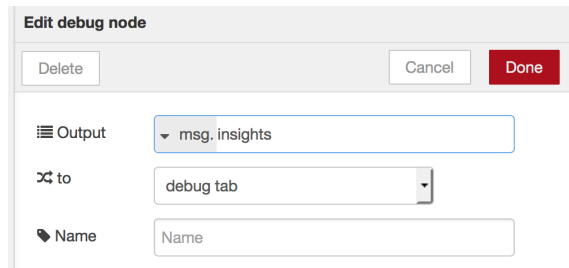 Edit debug node
Delete Cancel Done
Output msg. insights
to debug tab
Name Name